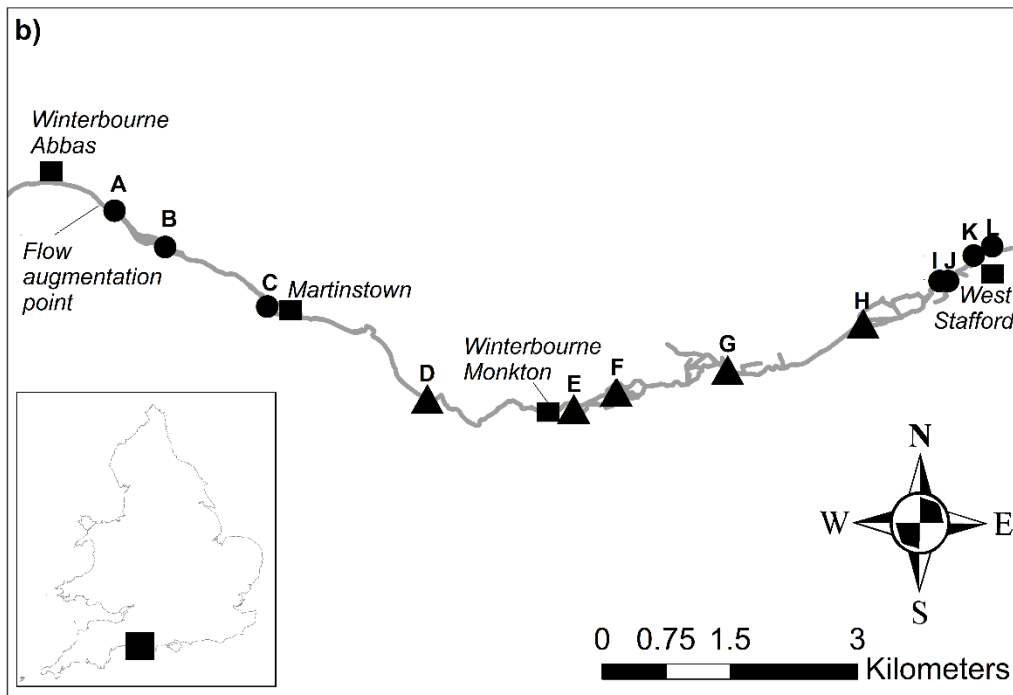 b)
Winterbourne
Abbas
A
B
Flow
augmentation
point
C
Martinstown
D
Winterbourne
Monkton
E
F
G
H
I
J
K
L
West
Stafford
N
W
E
S
0
0.75
1.5
3
Kilometers